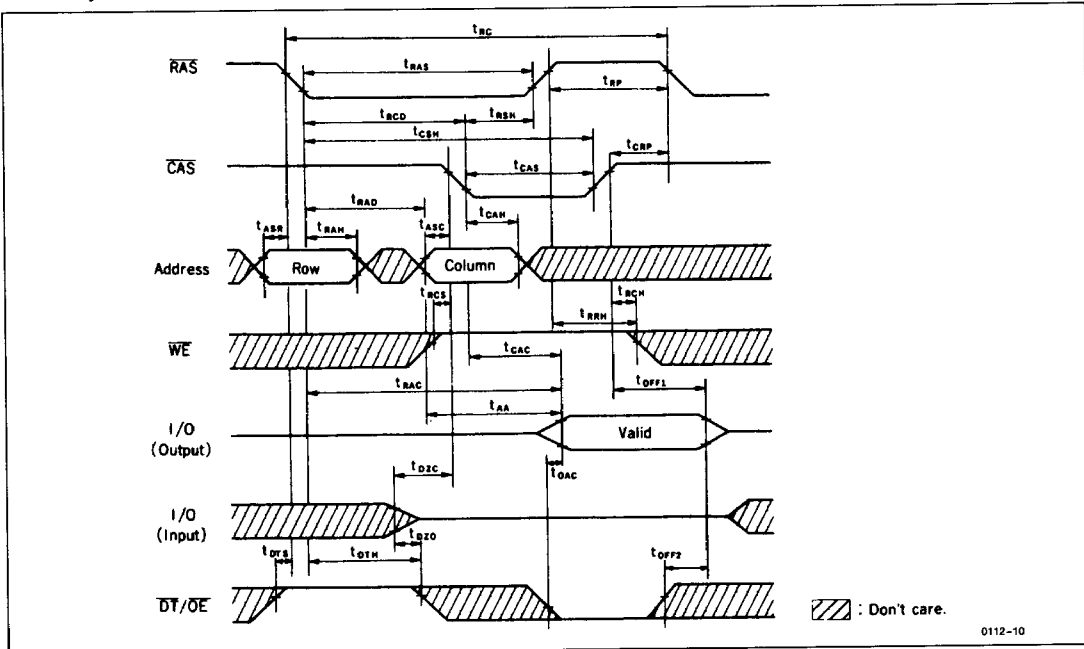 tRC
RAS
tRAS
tRP
tRCD
tRSH
tCSH
tCRP
CAS
tCAS
tRAD
tCAH
tASR
tRAH
tASC
Address
Row
Column
tRCS
tRCH
tRRH
WE
tCAC
tRAC
tOFF1
tAA
I/O
(Output)
Valid
tDZC
tOAC
I/O
(Input)
tDZO
tDTS
tDTH
tOFF2
DT/OE
: Don't care.
0112-10